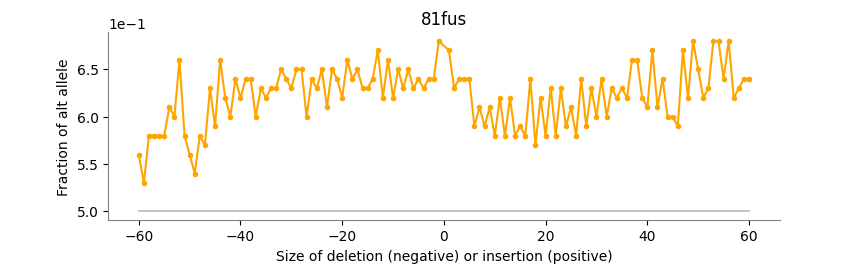 81fus
1e−1
6.5
6.0
5.5
5.0
Fraction of alt allele
−60 −40 −20 0 20 40 60
Size of deletion (negative) or insertion (positive)